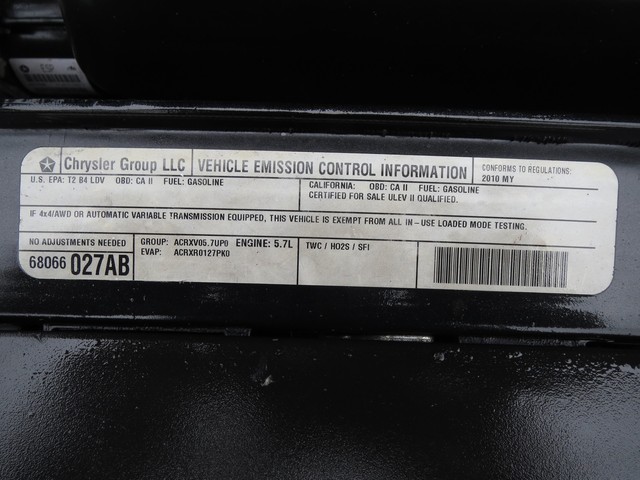 ESP
Chrysler Group LLC VEHICLE EMISSION CONTROL INFORMATION CONFORMS TO REGULATIONS:
2010 MY
U.S. EPA: T2 B4 LDV OBD: CA II FUEL: GASOLINE
CALIFORNIA: OBD: CA II FUEL: GASOLINE
CERTIFIED FOR SALE ULEV II QUALIFIED.
IF 4x4/AWD OR AUTOMATIC VARIABLE TRANSMISSION EQUIPPED, THIS VEHICLE IS EXEMPT FROM ALL IN-USE LOADED MODE TESTING.
NO ADJUSTMENTS NEEDED GROUP: ACRXV05.7UP0 ENGINE: 5.7L TWC / HO2S / SFI
EVAP: ACRXR0127PK0
68066 027AB